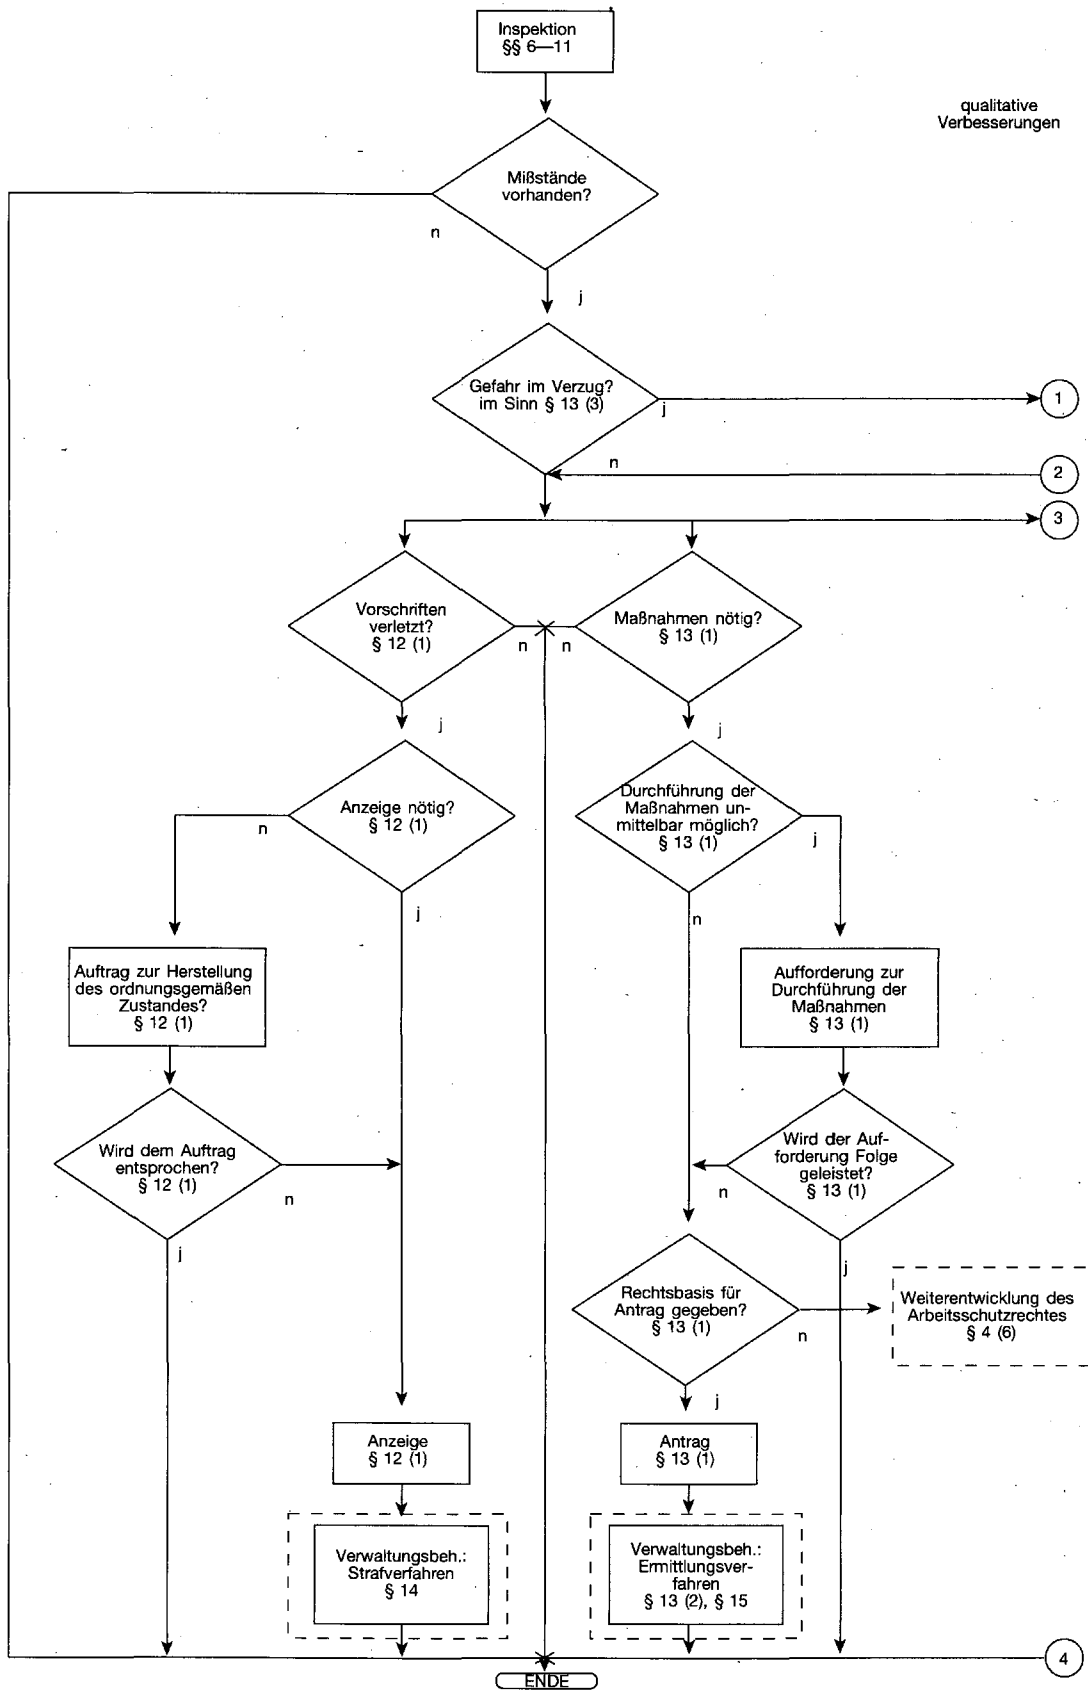 Inspektion
§§ 6—11
qualitative
Verbesserungen
Mißstände
vorhanden?
n
j
Gefahr im Verzug?
im Sinn § 13 (3)
j
1
n
2
3
Vorschriften
verletzt?
§ 12 (1)
n
n
Maßnahmen nötig?
§ 13 (1)
j
j
Anzeige nötig?
§ 12 (1)
n
j
Durchführung der
Maßnahmen un-
mittelbar möglich?
§ 13 (1)
j
n
Auftrag zur Herstellung
des ordnungsgemäßen
Zustandes?
§ 12 (1)
Aufforderung zur
Durchführung der
Maßnahmen
§ 13 (1)
Wird dem Auftrag
entsprochen?
§ 12 (1)
n
j
Wird der Auf-
forderung Folge
geleistet?
§ 13 (1)
n
j
Rechtsbasis für
Antrag gegeben?
§ 13 (1)
n
j
Weiterentwicklung des
Arbeitsschutzrechtes
§ 4 (6)
Anzeige
§ 12 (1)
Antrag
§ 13 (1)
Verwaltungsbeh.:
Strafverfahren
§ 14
Verwaltungsbeh.:
Ermittlungsver-
fahren
§ 13 (2), § 15
4
ENDE